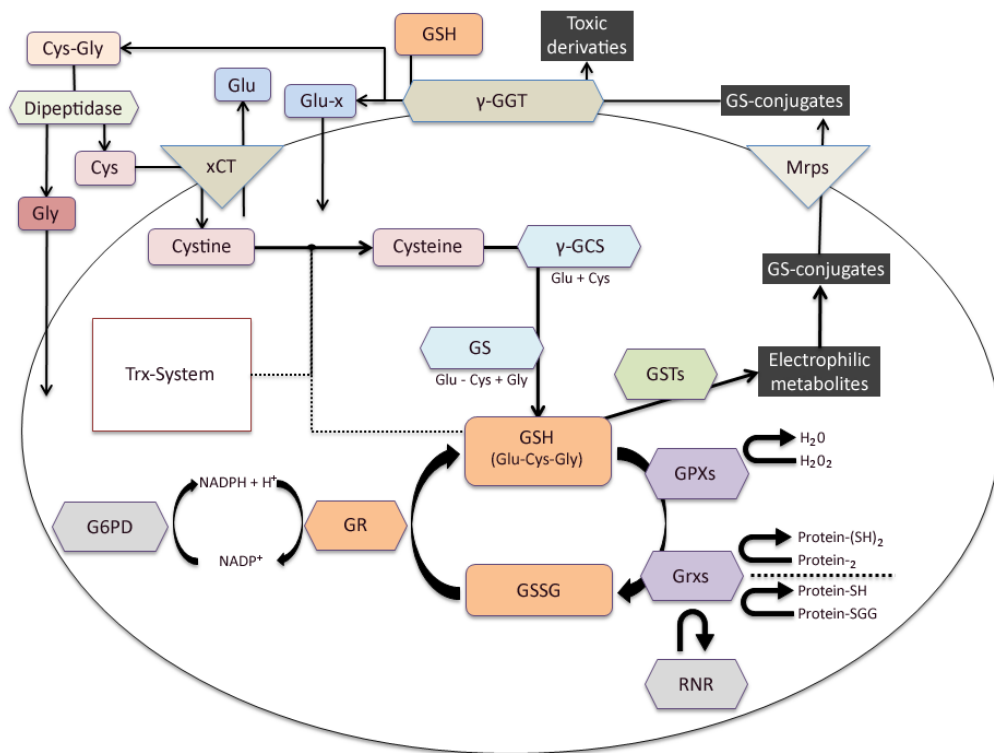 GSH
Toxic
derivaties
Cys-Gly
Glu
Glu-x
γ-GGT
GS-conjugates
Dipeptidase
Cys
xCT
Mrps
Gly
Cystine
Cysteine
γ-GCS
Glu + Cys
GS-conjugates
GS
Glu - Cys + Gly
Trx-System
GSTs
Electrophilic
metabolites
GSH
(Glu-Cys-Gly)
H₂O
H₂O₂
GPXs
NADPH + H⁺
G6PD
GR
NADP⁺
GSSG
Grxs
Protein-(SH)₂
Protein-₂
Protein-SH
Protein-SGG
RNR